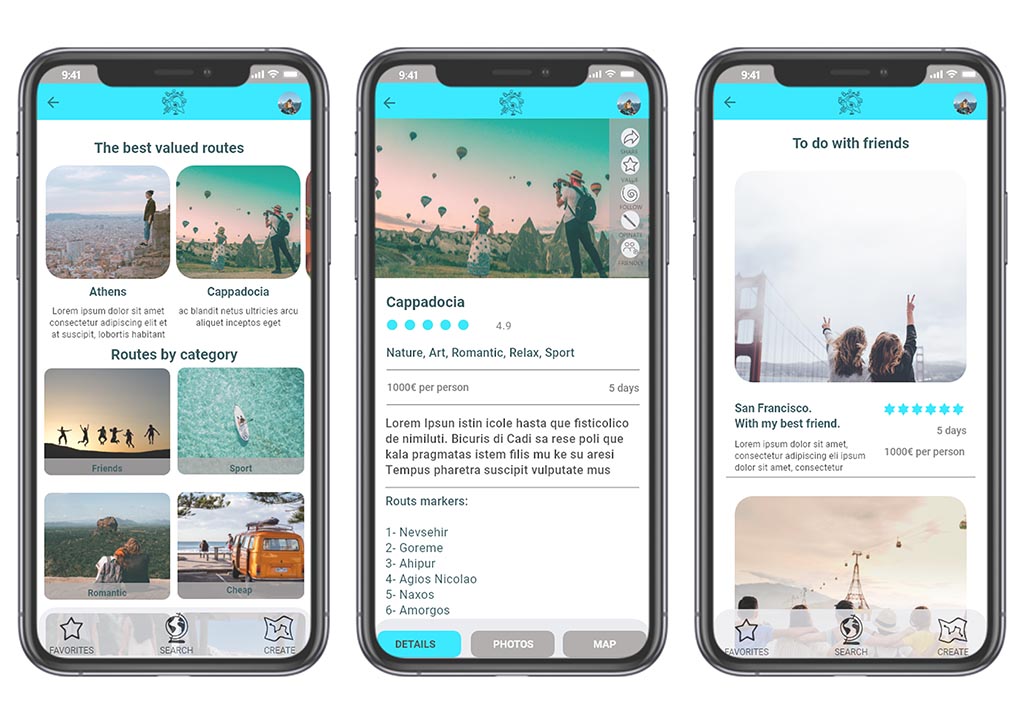 9:41
The best valued routes
Athens
Lorem ipsum dolor sit amet
consectetur adipiscing elit et
at suscipit, lobortis habitant
Cappadocia
ac blandit netus ultricies arcu
aliquet inceptos eget
Routes by category
Friends
Sport
Romantic
Cheap
FAVORITES
SEARCH
CREATE
9:41
SHARE
VALUE
FOLLOW
OPINATE
FRIENDLY
Cappadocia
4.9
Nature, Art, Romantic, Relax, Sport
1000€ per person
5 days
Lorem Ipsun istin icole hasta que fisticolico
de nimiluti. Bicuris di Cadi sa rese poli que
kala pragmatas istem filis mu ke su aresi
Tempus pharetra suscipit vulputate mus
Routs markers:
1- Nevsehir
2- Goreme
3- Ahipur
4- Agios Nicolao
5- Naxos
6- Amorgos
DETAILS
PHOTOS
MAP
9:41
To do with friends
San Francisco.
With my best friend.
5 days
Lorem ipsum dolor sit amet,
consectetur adipiscing elit ipsum
dolor sit amet, consectetur
1000€ per person
FAVORITES
SEARCH
CREATE